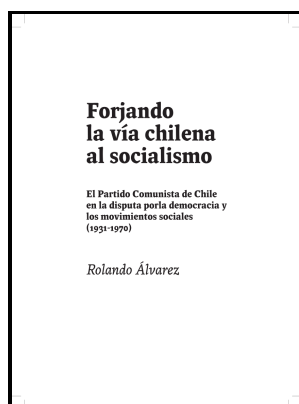 Forjando
la vía chilena
al socialismo
El Partido Comunista de Chile
en la disputa porla democracia y
los movimientos sociales
(1931-1970)
Rolando Álvarez